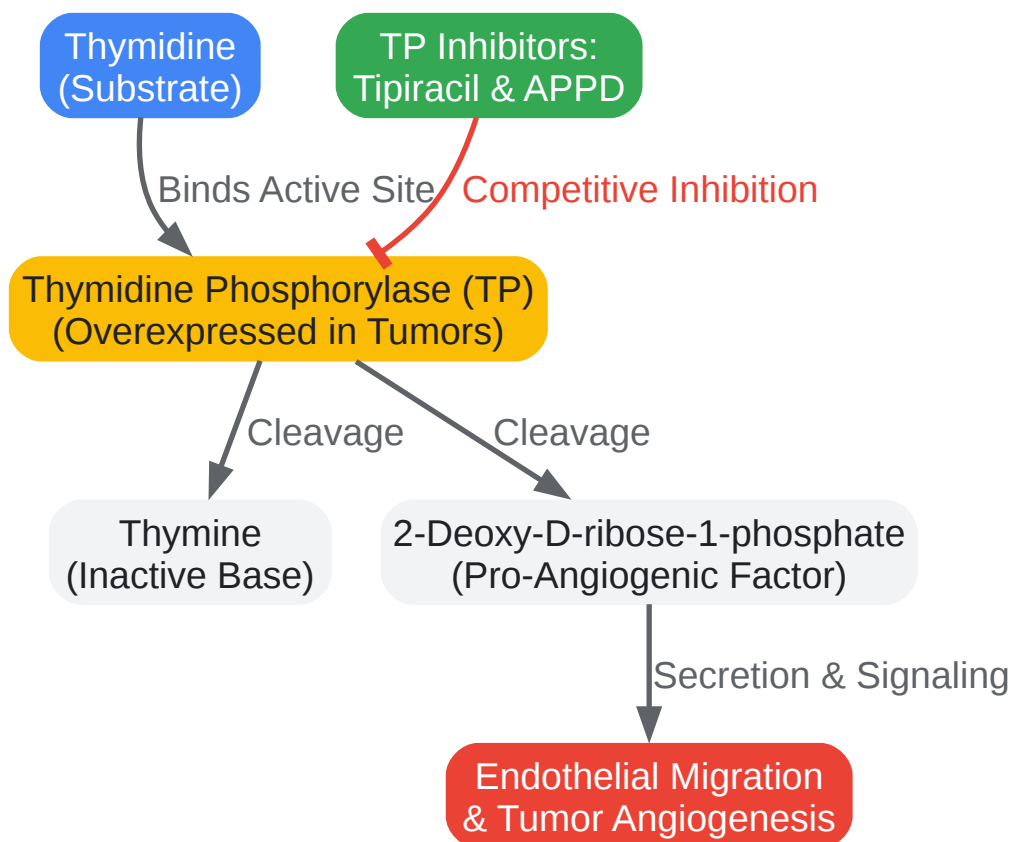 Thymidine
(Substrate)
TP Inhibitors:
Tipiracil & APPD
Binds Active Site
Competitive Inhibition
Thymidine Phosphorylase (TP)
(Overexpressed in Tumors)
Cleavage
Cleavage
Thymine
(Inactive Base)
2-Deoxy-D-ribose-1-phosphate
(Pro-Angiogenic Factor)
Secretion & Signaling
Endothelial Migration
& Tumor Angiogenesis